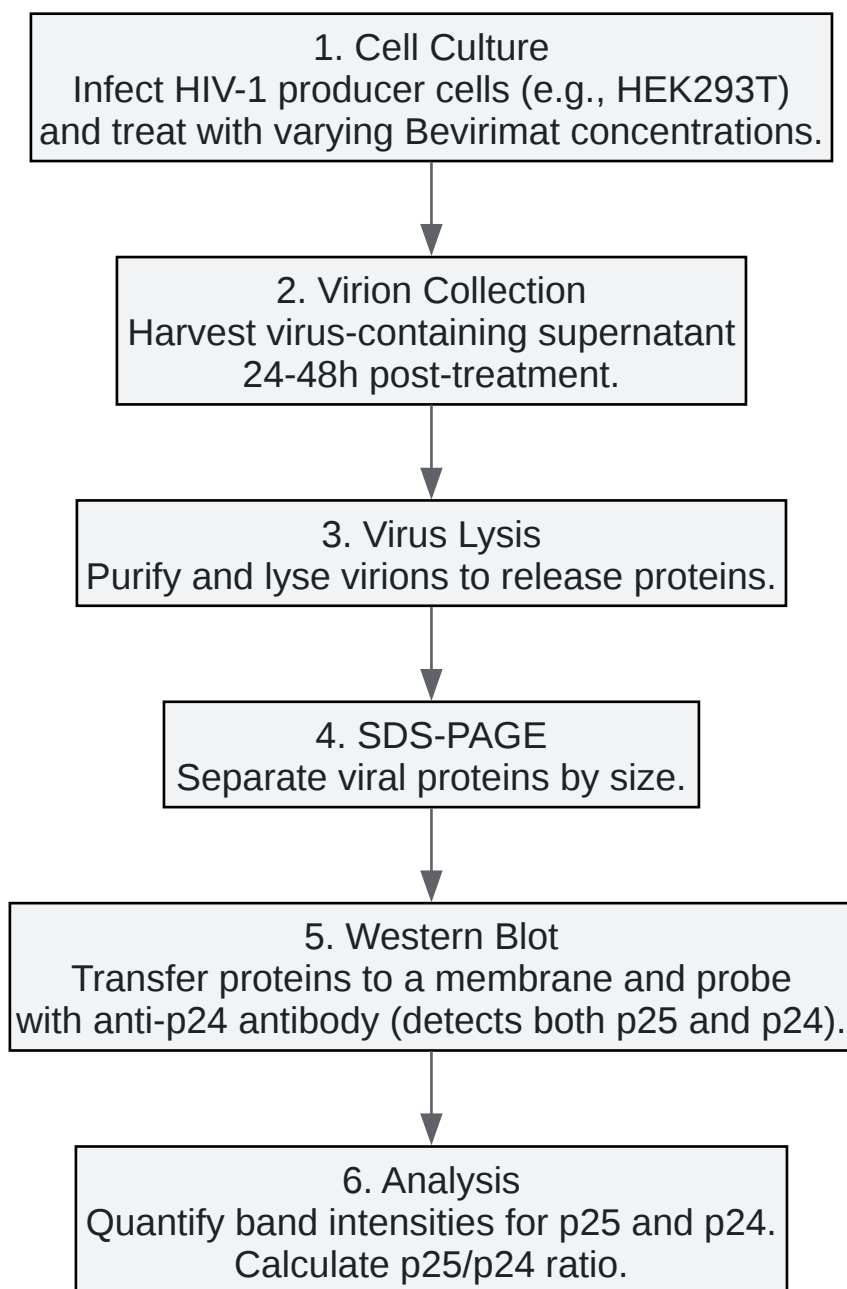 1. Cell Culture
Infect HIV-1 producer cells (e.g., HEK293T)
and treat with varying Bevirimat concentrations.
2. Virion Collection
Harvest virus-containing supernatant
24-48h post-treatment.
3. Virus Lysis
Purify and lyse virions to release proteins.
4. SDS-PAGE
Separate viral proteins by size.
5. Western Blot
Transfer proteins to a membrane and probe
with anti-p24 antibody (detects both p25 and p24).
6. Analysis
Quantify band intensities for p25 and p24.
Calculate p25/p24 ratio.